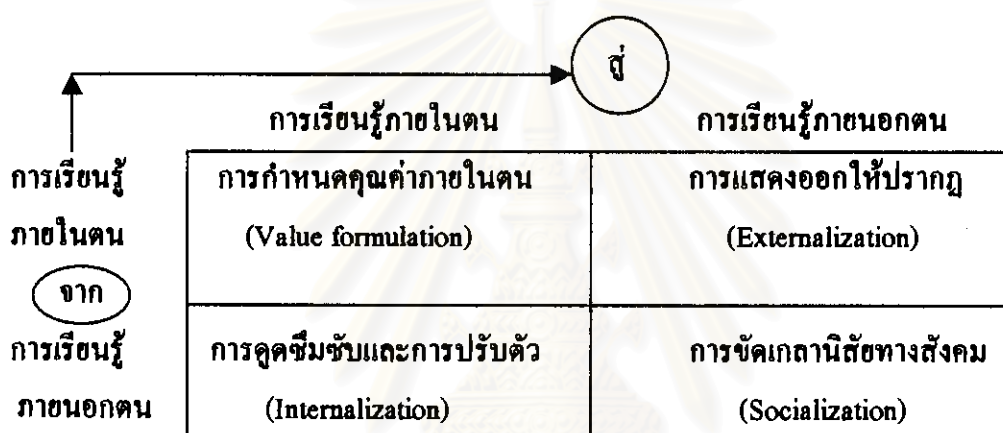 สู่
การเรียนรู้ภายในตน การเรียนรู้ภายนอกตน
การเรียนรู้ การกำหนดคุณค่าภายในตน การแสดงออกให้ปรากฏ
ภายในตน (Value formulation) (Externalization)
จาก
การเรียนรู้ การดูดซึมซับและการปรับตัว การขัดเกลานิสัยทางสังคม
ภายนอกตน (Internalization) (Socialization)